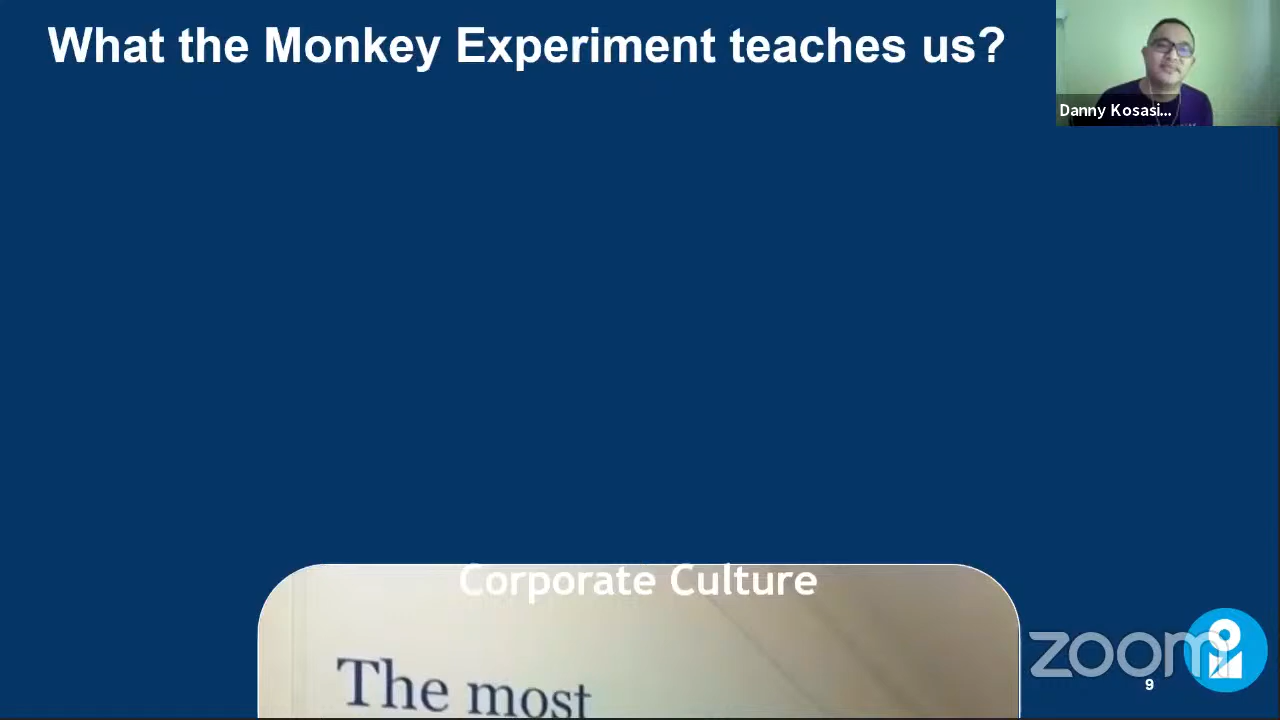 What the Monkey Experiment teaches us?
Danny Kosasi...
Corporate Culture
The most
zoom
9